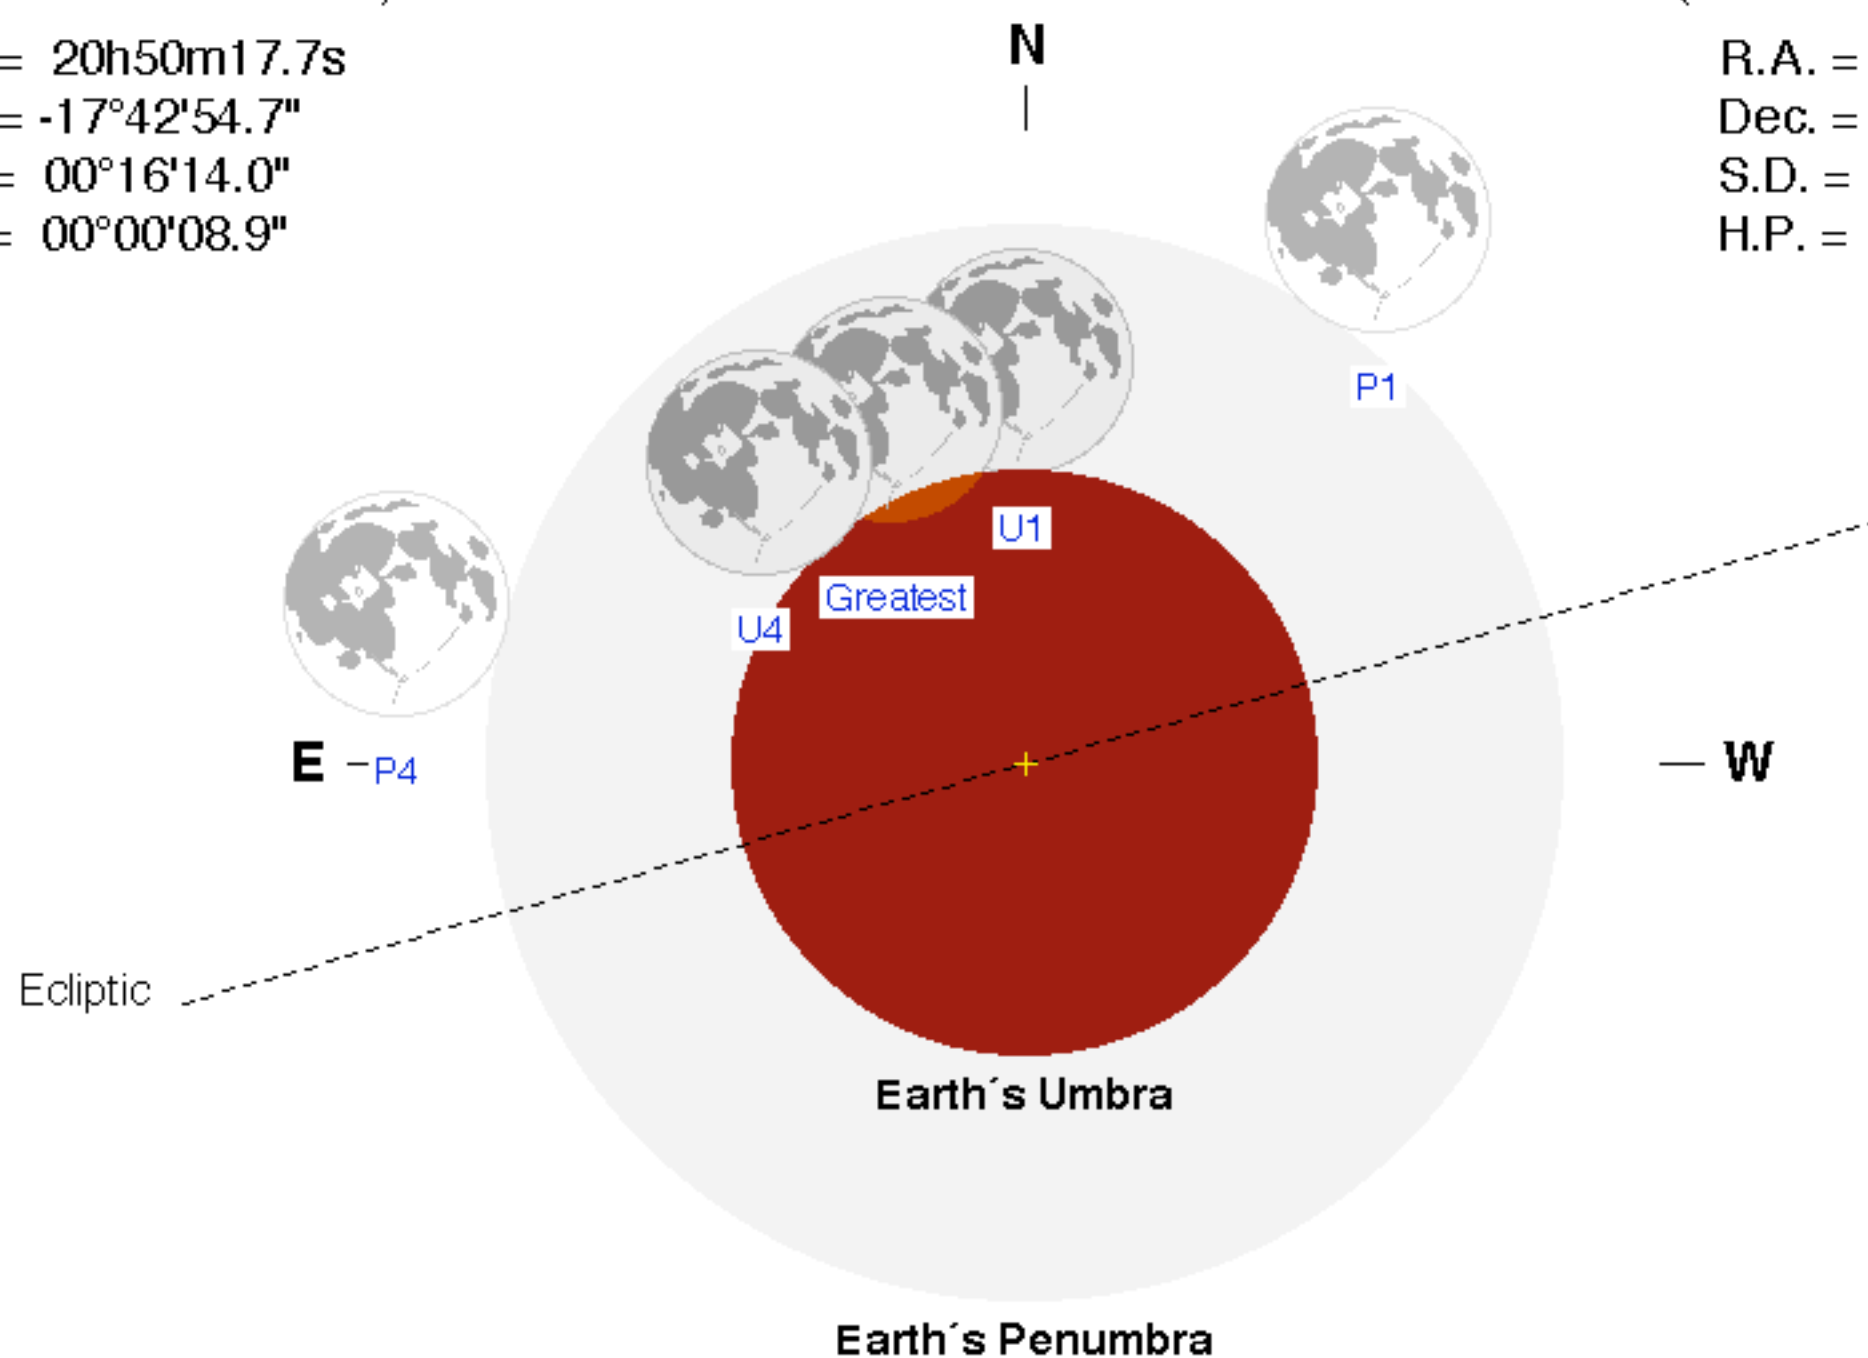 = 20h50m17.7s
= -17°42'54.7"
= 00°16'14.0"
= 00°00'08.9"
N
R.A. =
Dec. =
S.D. =
H.P. =
P1
U1
Greatest
U4
E
P4
W
Ecliptic
Earth´s Umbra
Earth´s Penumbra